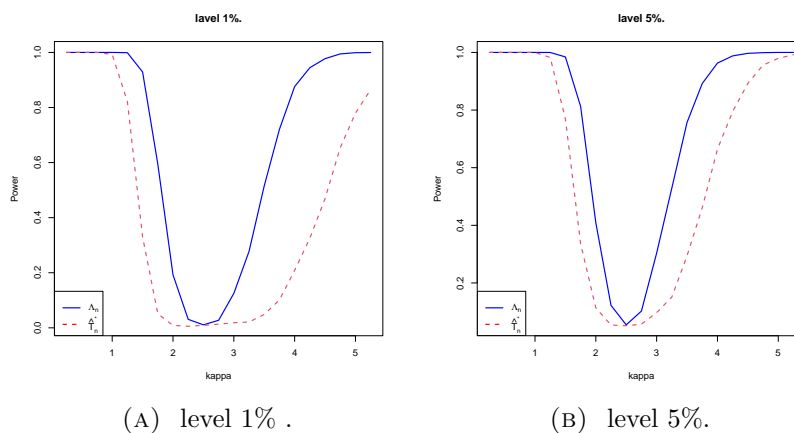 lavel 1%.
1.0
0.8
0.6
0.4
0.2
0.0
Power
Λn
T̂*n
1 2 3 4 5
kappa
(A) level 1% .
lavel 5%.
1.0
0.8
0.6
0.4
0.2
Power
Λn
T̂*n
1 2 3 4 5
kappa
(B) level 5%.